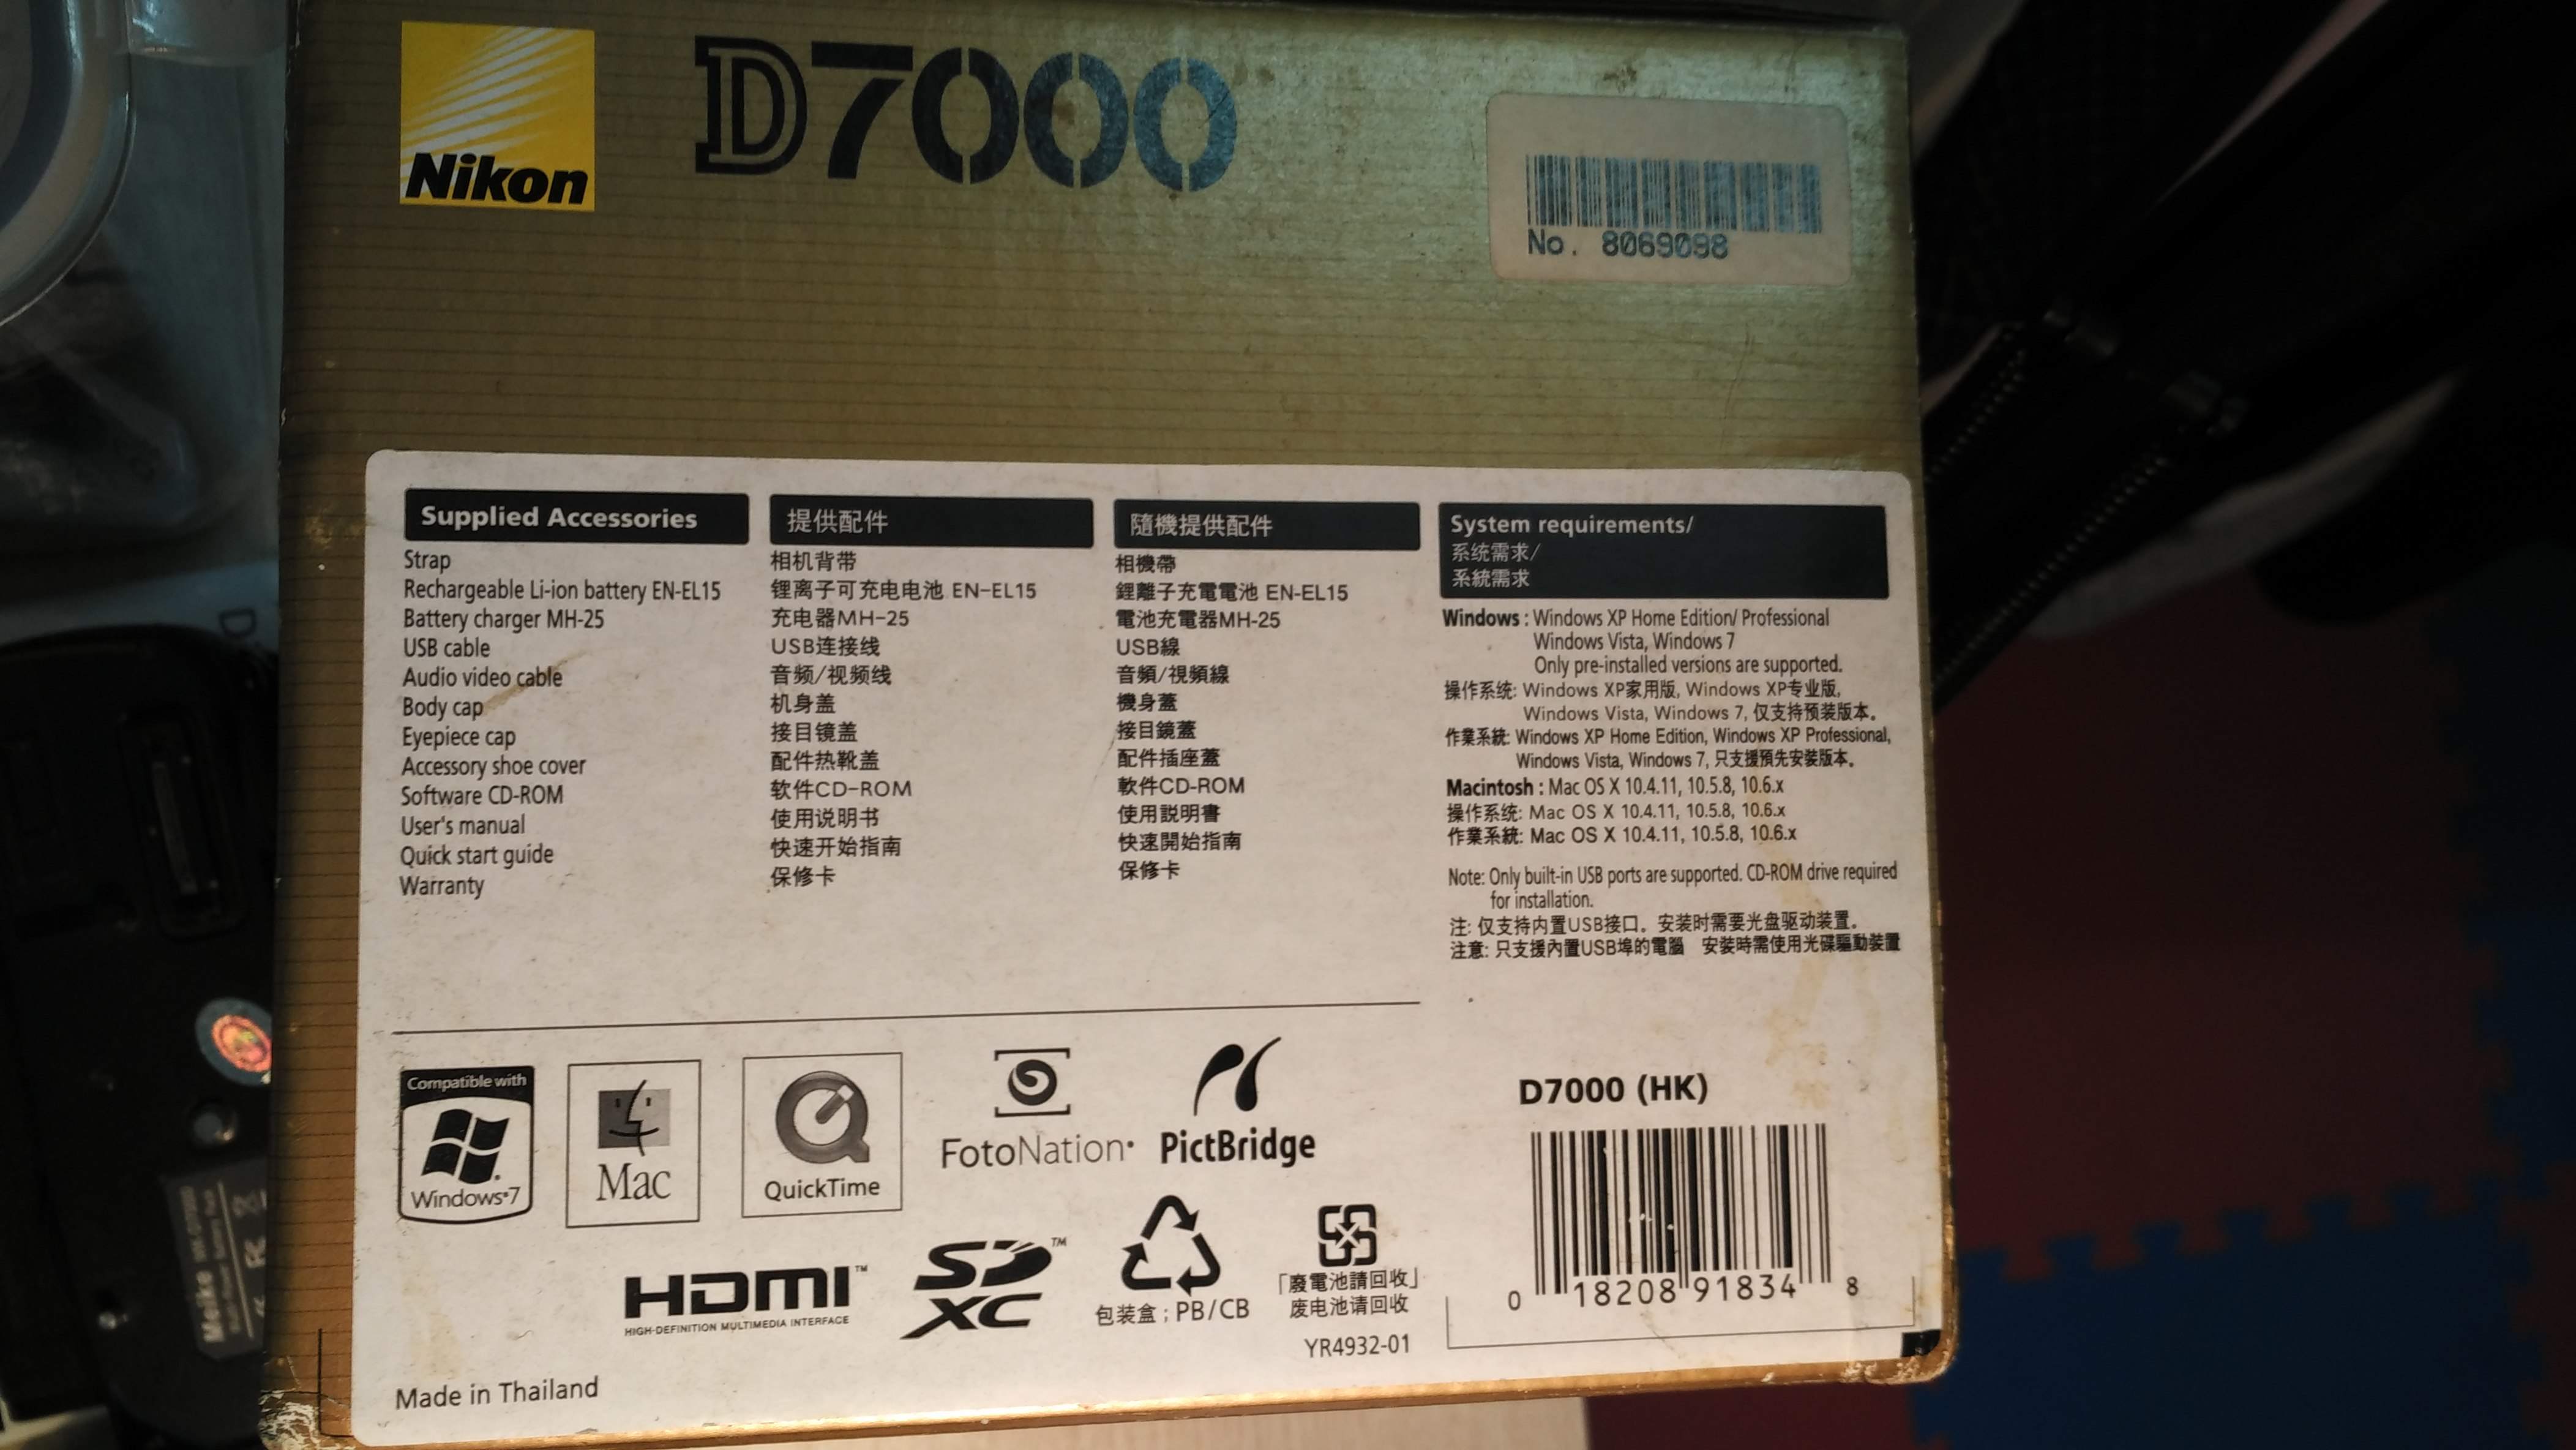 Nikon
D7000
No. 8069098
Supplied Accessories
Strap
Rechargeable Li-ion battery EN-EL15
Battery charger MH-25
USB cable
Audio video cable
Body cap
Eyepiece cap
Accessory shoe cover
Software CD-ROM
User's manual
Quick start guide
Warranty
提供配件
相机背带
锂离子可充电电池 EN-EL15
充电器MH-25
USB连接线
音频/视频线
机身盖
接目镜盖
配件热靴盖
软件CD-ROM
使用说明书
快速开始指南
保修卡
隨機提供配件
相機帶
鋰離子充電電池 EN-EL15
電池充電器MH-25
USB線
音頻/視頻線
機身蓋
接目鏡蓋
配件插座蓋
軟件CD-ROM
使用説明書
快速開始指南
保修卡
System requirements/
系统需求/
系統需求
Windows : Windows XP Home Edition/ Professional
Windows Vista, Windows 7
Only pre-installed versions are supported.
操作系统: Windows XP家用版, Windows XP专业版,
Windows Vista, Windows 7, 仅支持预装版本。
作業系統: Windows XP Home Edition, Windows XP Professional,
Windows Vista, Windows 7, 只支援預先安裝版本。
Macintosh : Mac OS X 10.4.11, 10.5.8, 10.6.x
操作系统: Mac OS X 10.4.11, 10.5.8, 10.6.x
作業系統: Mac OS X 10.4.11, 10.5.8, 10.6.x
Note: Only built-in USB ports are supported. CD-ROM drive required
for installation.
注: 仅支持内置USB接口。安装时需要光盘驱动装置。
注意: 只支援內置USB埠的電腦 安裝時需使用光碟驅動裝置
Compatible with
Windows 7
Mac
QuickTime
FotoNation
PictBridge
HDMI™
HIGH-DEFINITION MULTIMEDIA INTERFACE
SD XC™
包装盒 ; PB/CB
「廢電池請回收」
废电池请回收
YR4932-01
D7000 (HK)
0 18208 91834 8
Made in Thailand
Meike